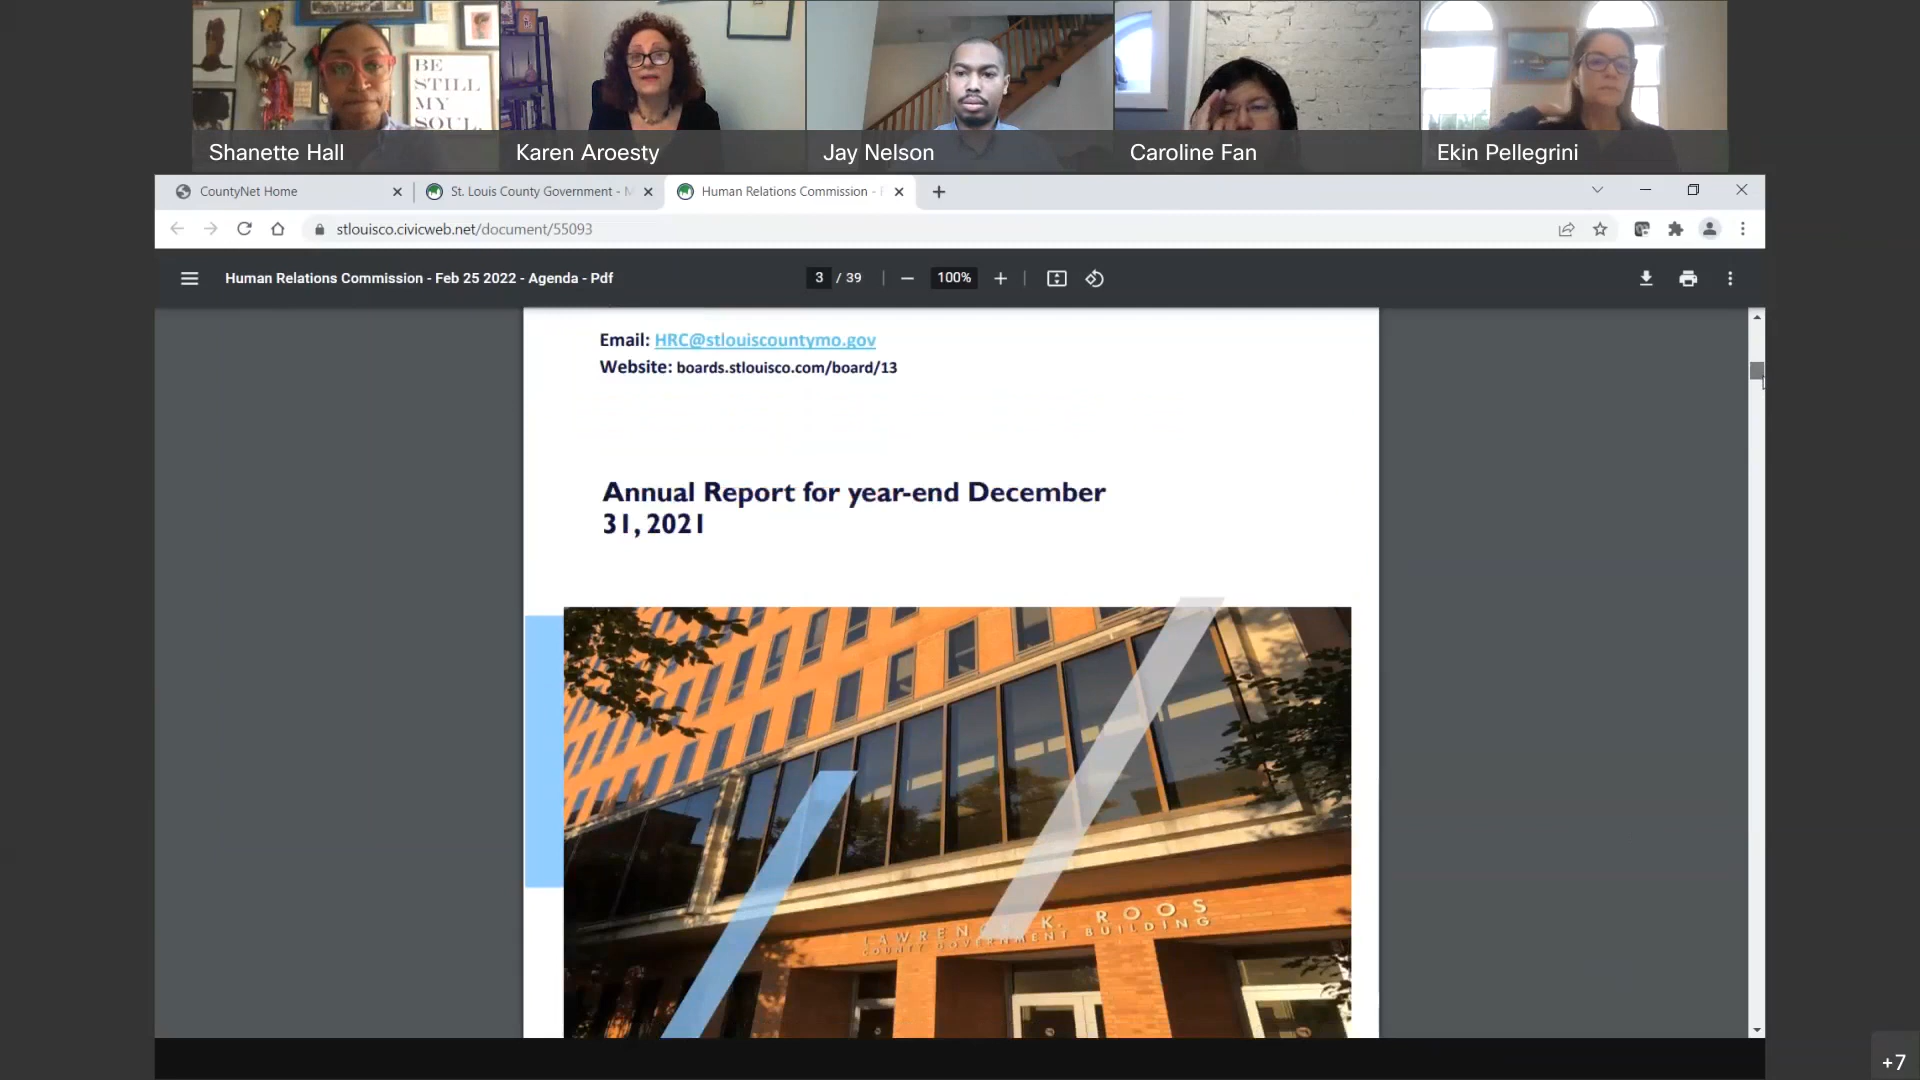 BE
STILL
MY
SOUL
Shanette Hall
Karen Aroesty
Jay Nelson
Caroline Fan
Ekin Pellegrini
CountyNet Home
St. Louis County Government - M
Human Relations Commission - F
stlouisco.civicweb.net/document/55093
Human Relations Commission - Feb 25 2022 - Agenda - Pdf
3 / 39
100%
Email: HRC@stlouiscountymo.gov
Website: boards.stlouisco.com/board/13
Annual Report for year-end December
31, 2021
LAWRENCE K. ROOS
COUNTY GOVERNMENT BUILDING
+7